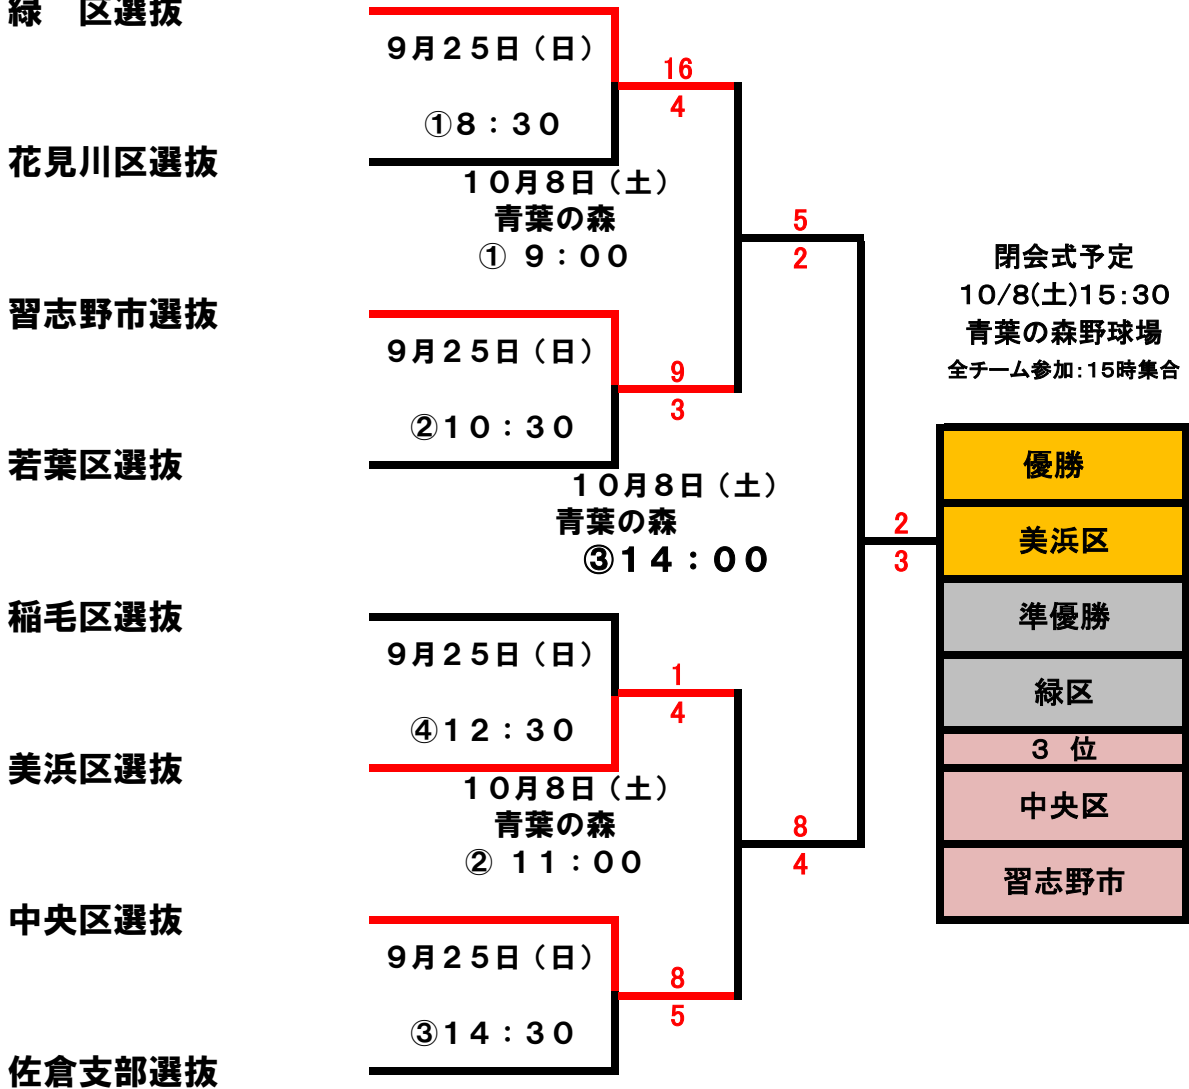 緑　区選抜
９月２５日（日）
16
4
①８：３０
花見川区選抜
１０月８日（土）
青葉の森
① ９：００
5
2
閉会式予定
１０/８(土)１５：３０
青葉の森野球場
全チーム参加：１５時集合
習志野市選抜
９月２５日（日）
9
3
②１０：３０
若葉区選抜
１０月８日（土）
青葉の森
③１４：００
2
3
優勝
美浜区
準優勝
緑区
３　位
中央区
習志野市
稲毛区選抜
９月２５日（日）
1
4
④１２：３０
美浜区選抜
１０月８日（土）
青葉の森
② １１：００
8
4
中央区選抜
９月２５日（日）
8
5
③１４：３０
佐倉支部選抜